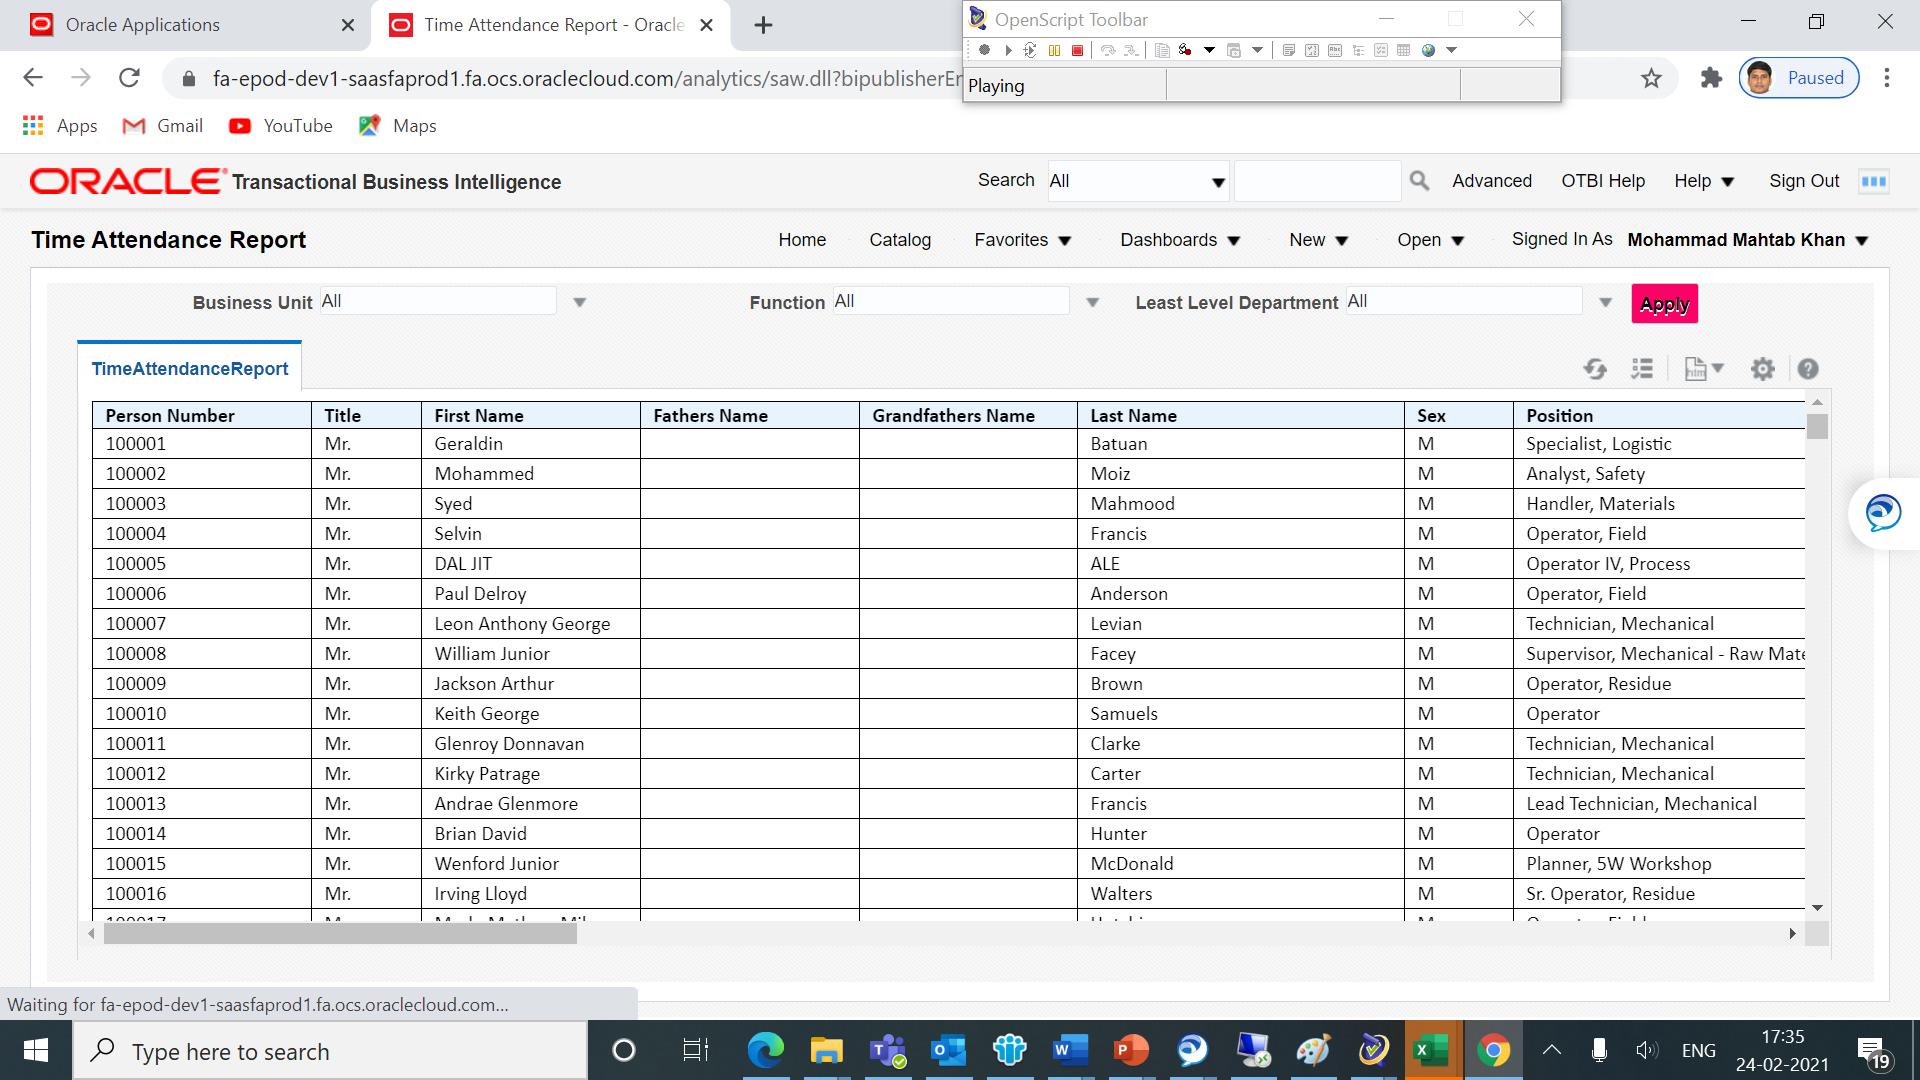 Oracle Applications
Time Attendance Report - Oracle
OpenScript Toolbar
Playing
fa-epod-dev1-saasfaprod1.fa.ocs.oraclecloud.com/analytics/saw.dll?bipublisherEn
Paused
Apps Gmail YouTube Maps
ORACLE Transactional Business Intelligence
Search All Advanced OTBI Help Help Sign Out
Time Attendance Report
Home Catalog Favorites Dashboards New Open Signed In As Mohammad Mahtab Khan
Business Unit All Function All Least Level Department All Apply
TimeAttendanceReport
Person Number Title First Name Fathers Name Grandfathers Name Last Name Sex Position
100001 Mr. Geraldin Batuan M Specialist, Logistic
100002 Mr. Mohammed Moiz M Analyst, Safety
100003 Mr. Syed Mahmood M Handler, Materials
100004 Mr. Selvin Francis M Operator, Field
100005 Mr. DAL JIT ALE M Operator IV, Process
100006 Mr. Paul Delroy Anderson M Operator, Field
100007 Mr. Leon Anthony George Levian M Technician, Mechanical
100008 Mr. William Junior Facey M Supervisor, Mechanical - Raw Mate
100009 Mr. Jackson Arthur Brown M Operator, Residue
100010 Mr. Keith George Samuels M Operator
100011 Mr. Glenroy Donnavan Clarke M Technician, Mechanical
100012 Mr. Kirky Patrage Carter M Technician, Mechanical
100013 Mr. Andrae Glenmore Francis M Lead Technician, Mechanical
100014 Mr. Brian David Hunter M Operator
100015 Mr. Wenford Junior McDonald M Planner, 5W Workshop
100016 Mr. Irving Lloyd Walters M Sr. Operator, Residue
Waiting for fa-epod-dev1-saasfaprod1.fa.ocs.oraclecloud.com...
Type here to search
ENG
17:35
24-02-2021
19